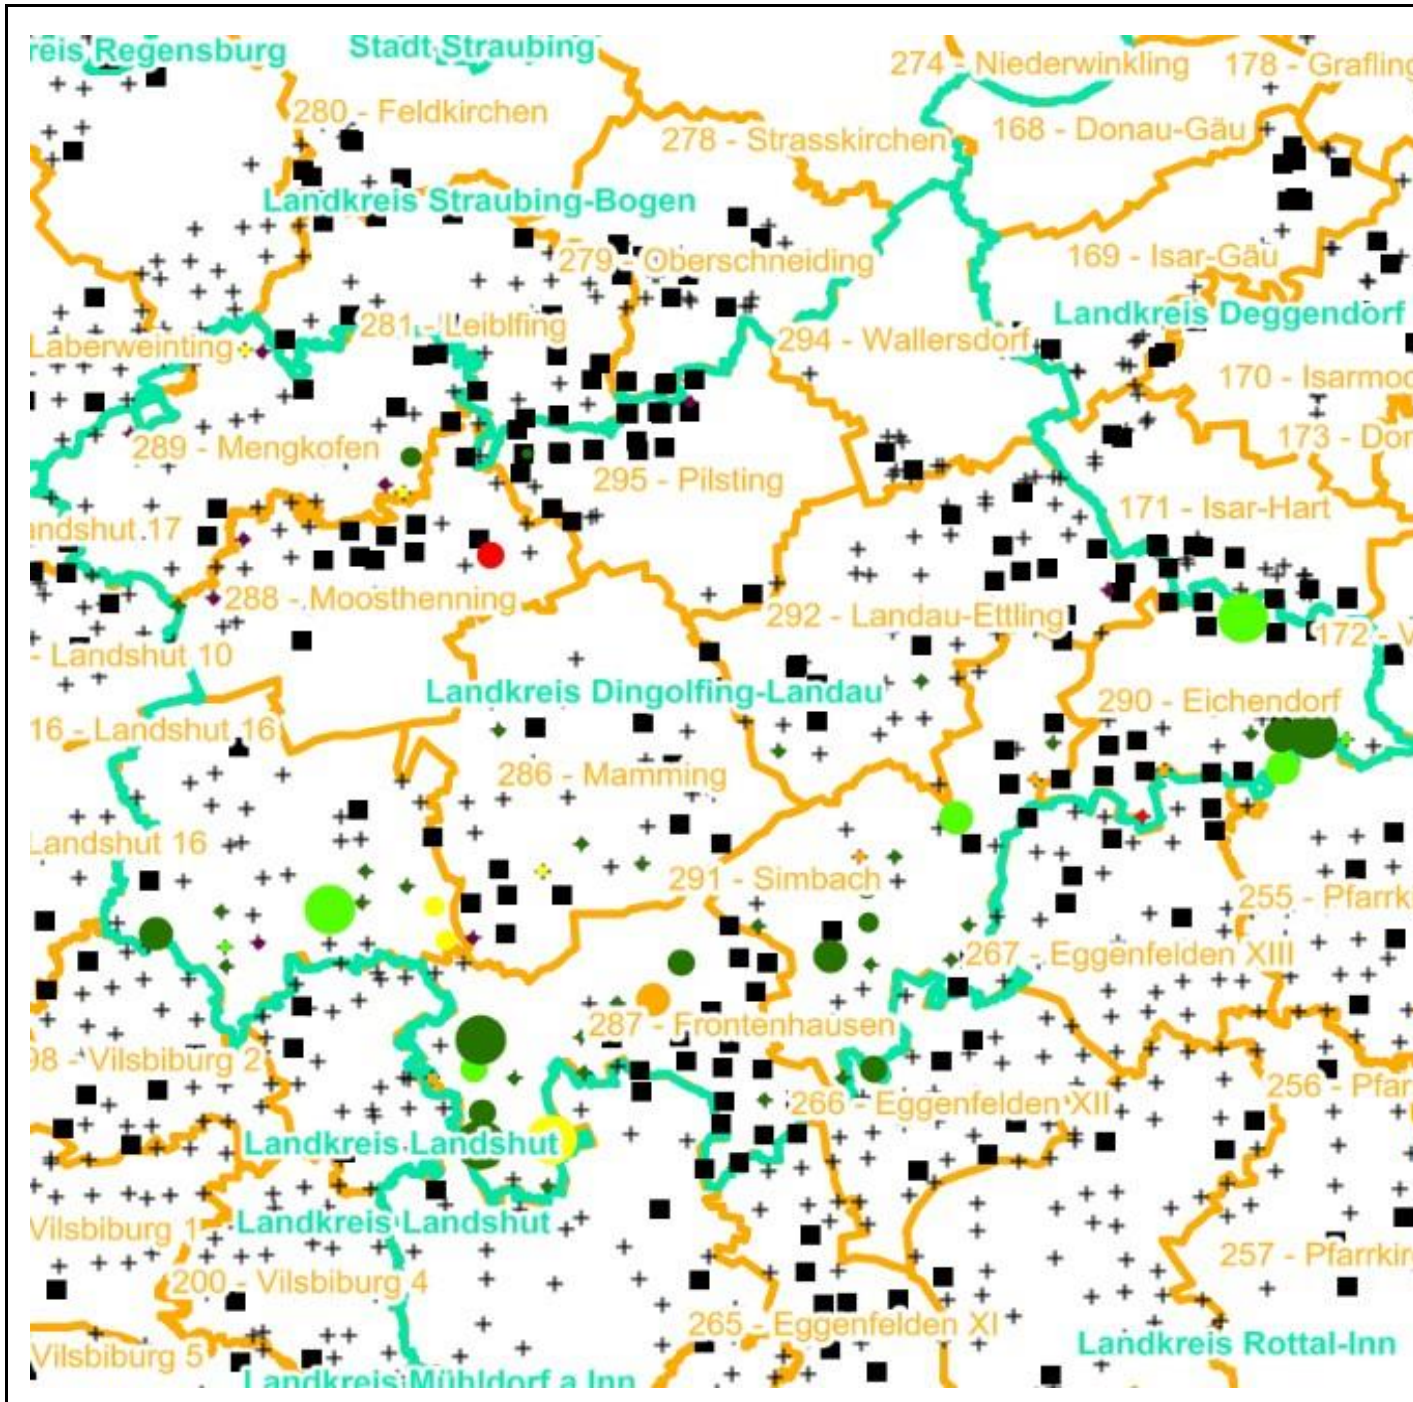 reis Regensburg
Stadt Straubing
274 - Niederwinkling
178 - Grafling
280 - Feldkirchen
278 - Strasskirchen
168 - Donau-Gäu
Landkreis Straubing-Bogen
279 - Oberschneiding
169 - Isar-Gäu
Landkreis Deggendorf
281 - Leiblfing
Laberweinting
294 - Wallersdorf
170 - Isarmoo
289 - Mengkofen
173 - Dor
295 - Pilsting
171 - Isar-Hart
andshut 17
288 - Moosthenning
292 - Landau-Ettling
172 - V
- Landshut 10
Landkreis Dingolfing-Landau
290 - Eichendorf
16 - Landshut 16
286 - Mamming
Landshut 16
291 - Simbach
255 - Pfarrk
267 - Eggenfelden XIII
287 - Frontenhausen
98 - Vilsbiburg 2
256 - Pfar
266 - Eggenfelden XII
Landkreis Landshut
Landkreis Landshut
Vilsbiburg 1
257 - Pfarrkir
200 - Vilsbiburg 4
265 - Eggenfelden XI
Landkreis Rottal-Inn
Vilsbiburg 5
Landkreis Mühldorf a.Inn